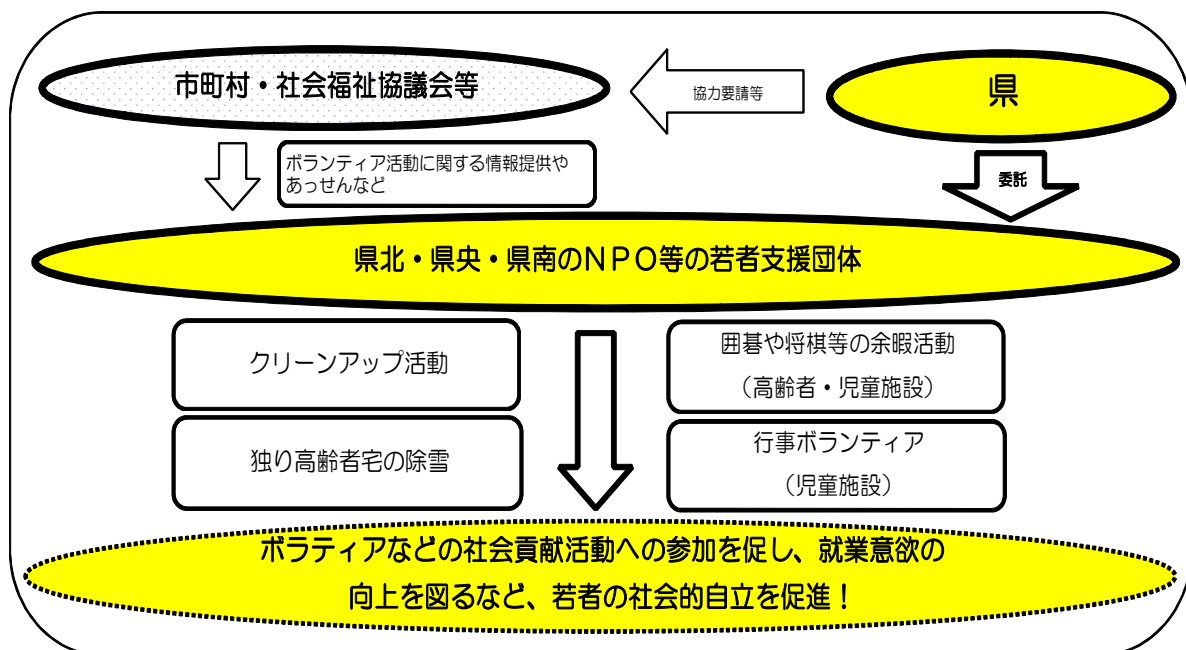 市町村・社会福祉協議会等
協力要請等
県
ボランティア活動に関する情報提供や
あっせんなど
委託
県北・県央・県南のＮＰＯ等の若者支援団体
クリーンアップ活動
囲碁や将棋等の余暇活動
（高齢者・児童施設）
独り高齢者宅の除雪
行事ボランティア
（児童施設）
ボラティアなどの社会貢献活動への参加を促し、就業意欲の
向上を図るなど、若者の社会的自立を促進！